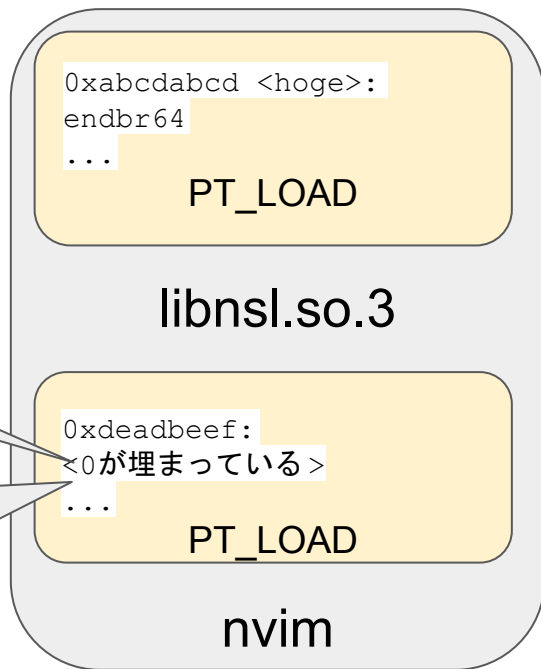 0xabcdabcd <hoge>:
endbr64
...
PT_LOAD
libnsl.so.3
0xdeadbeef:
<0が埋まっている>
...
PT_LOAD
nvim